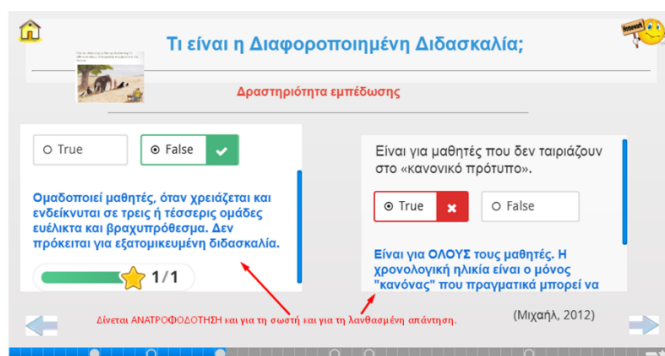 Τι είναι η Διαφοροποιημένη Διδασκαλία;
Δραστηριότητα εμπέδωσης
True
False
Ομαδοποιεί μαθητές, όταν χρειάζεται και
ενδείκνυται σε τρεις ή τέσσερις ομάδες
ευέλικτα και βραχυπρόθεσμα. Δεν
πρόκειται για εξατομικευμένη διδασκαλία.
1/1
Είναι για μαθητές που δεν ταιριάζουν
στο «κανονικό πρότυπο».
True
False
Είναι για ΟΛΟΥΣ τους μαθητές. Η
χρονολογική ηλικία είναι ο μόνος
"κανόνας" που πραγματικά μπορεί να
Δίνεται ΑΝΑΤΡΟΦΟΔΟΤΗΣΗ και για τη σωστή και για τη λανθασμένη απάντηση.
(Μιχαήλ, 2012)